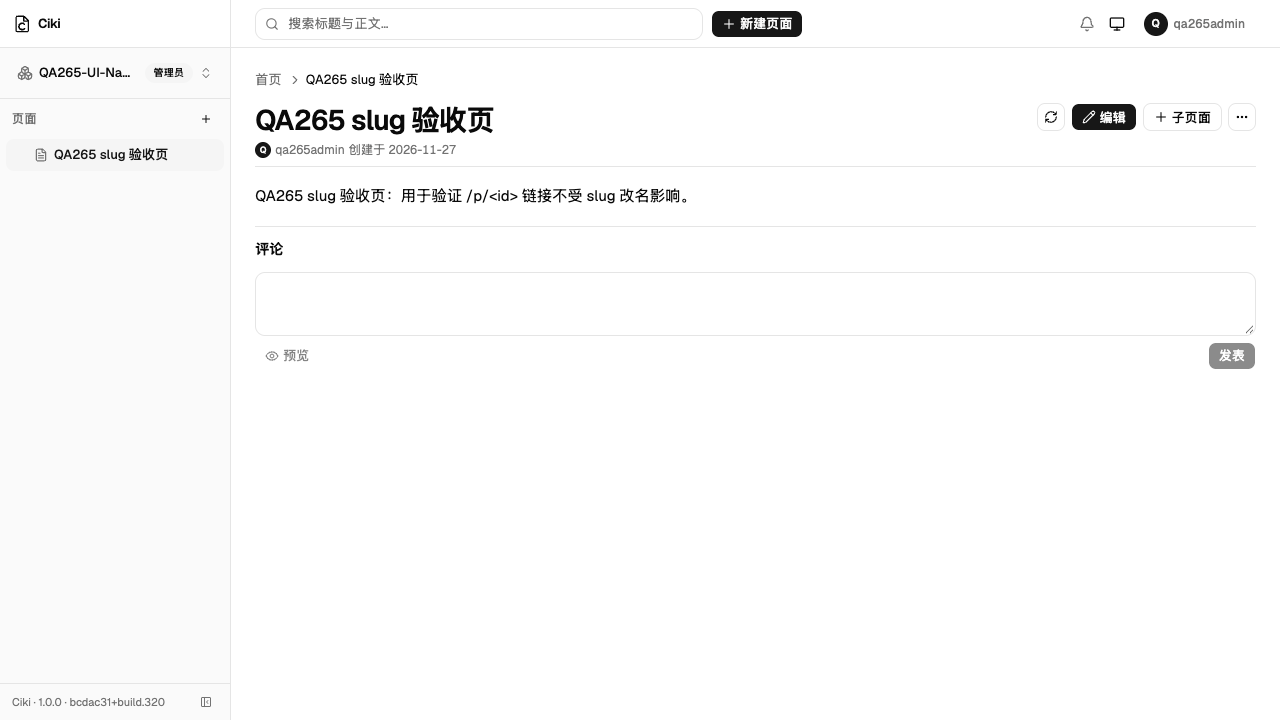 Ciki
搜索标题与正文...
新建页面
Q
qa265admin
QA265-UI-Na...
管理员
页面
QA265 slug 验收页
首页
QA265 slug 验收页
QA265 slug 验收页
编辑
子页面
Q
qa265admin 创建于 2026-11-27
QA265 slug 验收页：用于验证 /p/<id> 链接不受 slug 改名影响。
评论
预览
发表
Ciki · 1.0.0 · bcdac31+build.320